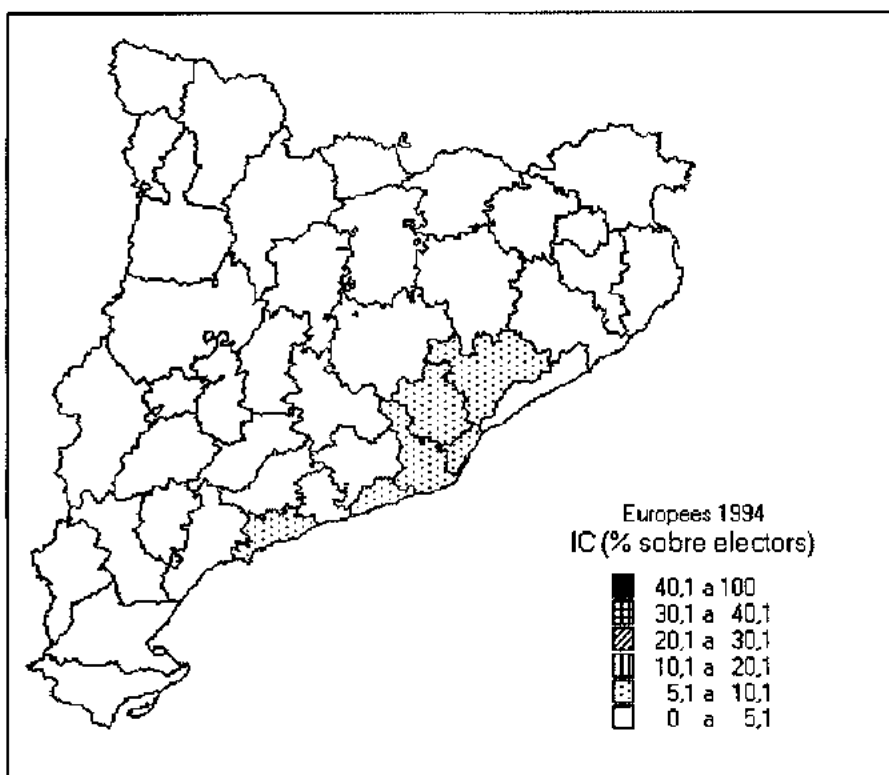 Europees 1994
IC (% sobre electors)
40,1 a 100
30,1 a 40,1
20,1 a 30,1
10,1 a 20,1
5,1 a 10,1
0 a 5,1